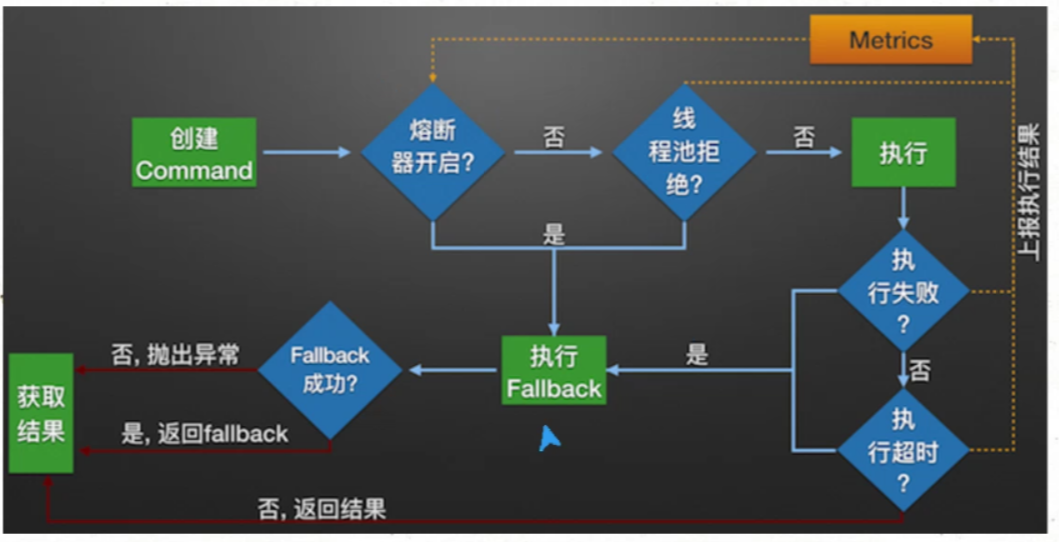 Metrics
创建
Command
熔断
器开启?
否
线
程池拒
绝?
否
执行
上报执行结果
是
执
行失败
?
否, 抛出异常
Fallback
成功?
执行
Fallback
是
否
获取
结果
是, 返回fallback
执
行超时
?
否, 返回结果